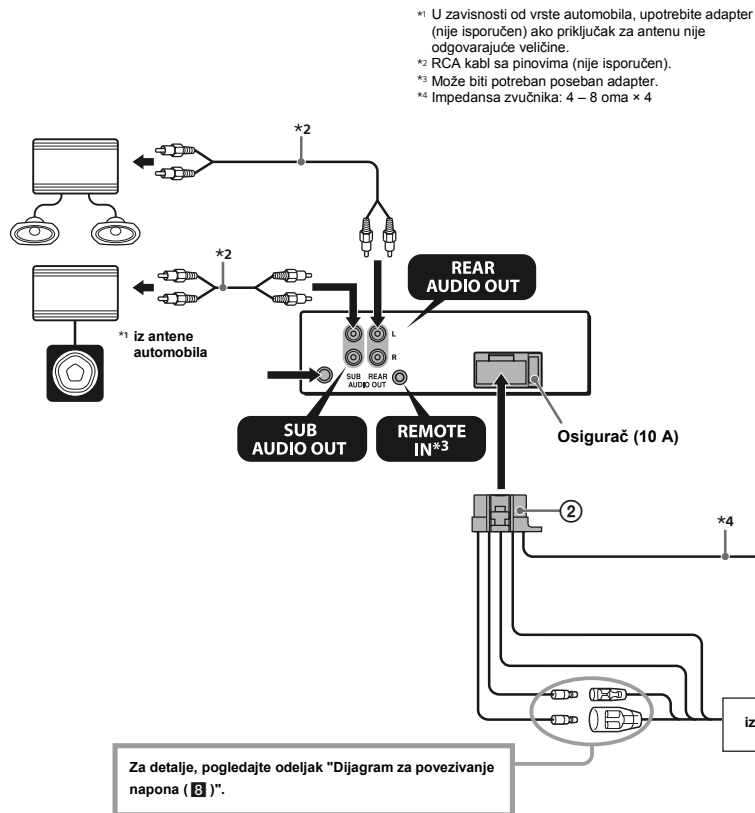 *1 U zavisnosti od vrste automobila, upotrebite adapter
(nije isporučen) ako priključak za antenu nije
odgovarajuće veličine.
*2 RCA kabl sa pinovima (nije isporučen).
*3 Može biti potreban poseban adapter.
*4 Impedansa zvučnika: 4 – 8 oma × 4
*2
*2
REAR
AUDIO OUT
*1 iz antene
automobila
L
R
SUB REAR
AUDIO OUT
SUB
AUDIO OUT
REMOTE
IN*3
Osigurač (10 A)
2
*4
iz
Za detalje, pogledajte odeljak "Dijagram za povezivanje
napona ( 8 )".